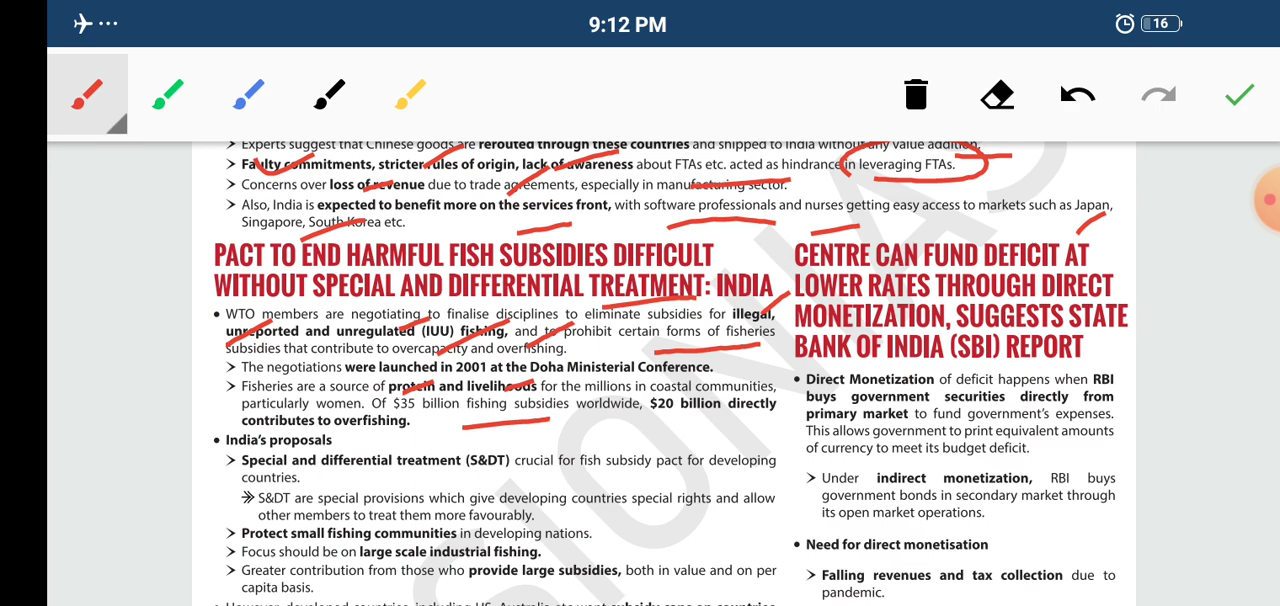 9:12 PM
16
➤ Experts suggest that Chinese goods are rerouted through these countries and shipped to India without any value addition.
➤ Faulty commitments, stricter rules of origin, lack of awareness about FTAs etc. acted as hindrance in leveraging FTAs.
➤ Concerns over loss of revenue due to trade agreements, especially in manufacturing sector.
➤ Also, India is expected to benefit more on the services front, with software professionals and nurses getting easy access to markets such as Japan,
Singapore, South Korea etc.
PACT TO END HARMFUL FISH SUBSIDIES DIFFICULT
WITHOUT SPECIAL AND DIFFERENTIAL TREATMENT: INDIA
• WTO members are negotiating to finalise disciplines to eliminate subsidies for illegal,
unreported and unregulated (IUU) fishing, and to prohibit certain forms of fisheries
subsidies that contribute to overcapacity and overfishing.
➤ The negotiations were launched in 2001 at the Doha Ministerial Conference.
➤ Fisheries are a source of protein and livelihoods for the millions in coastal communities,
particularly women. Of $35 billion fishing subsidies worldwide, $20 billion directly
contributes to overfishing.
• India's proposals
➤ Special and differential treatment (S&DT) crucial for fish subsidy pact for developing
countries.
» S&DT are special provisions which give developing countries special rights and allow
other members to treat them more favourably.
➤ Protect small fishing communities in developing nations.
➤ Focus should be on large scale industrial fishing.
➤ Greater contribution from those who provide large subsidies, both in value and on per
capita basis.
• However, developed countries including US, Australia etc want subsidy caps on countries
CENTRE CAN FUND DEFICIT AT
LOWER RATES THROUGH DIRECT
MONETIZATION, SUGGESTS STATE
BANK OF INDIA (SBI) REPORT
• Direct Monetization of deficit happens when RBI
buys government securities directly from
primary market to fund government's expenses.
This allows government to print equivalent amounts
of currency to meet its budget deficit.
➤ Under indirect monetization, RBI buys
government bonds in secondary market through
its open market operations.
• Need for direct monetisation
➤ Falling revenues and tax collection due to
pandemic.
SIONIAS